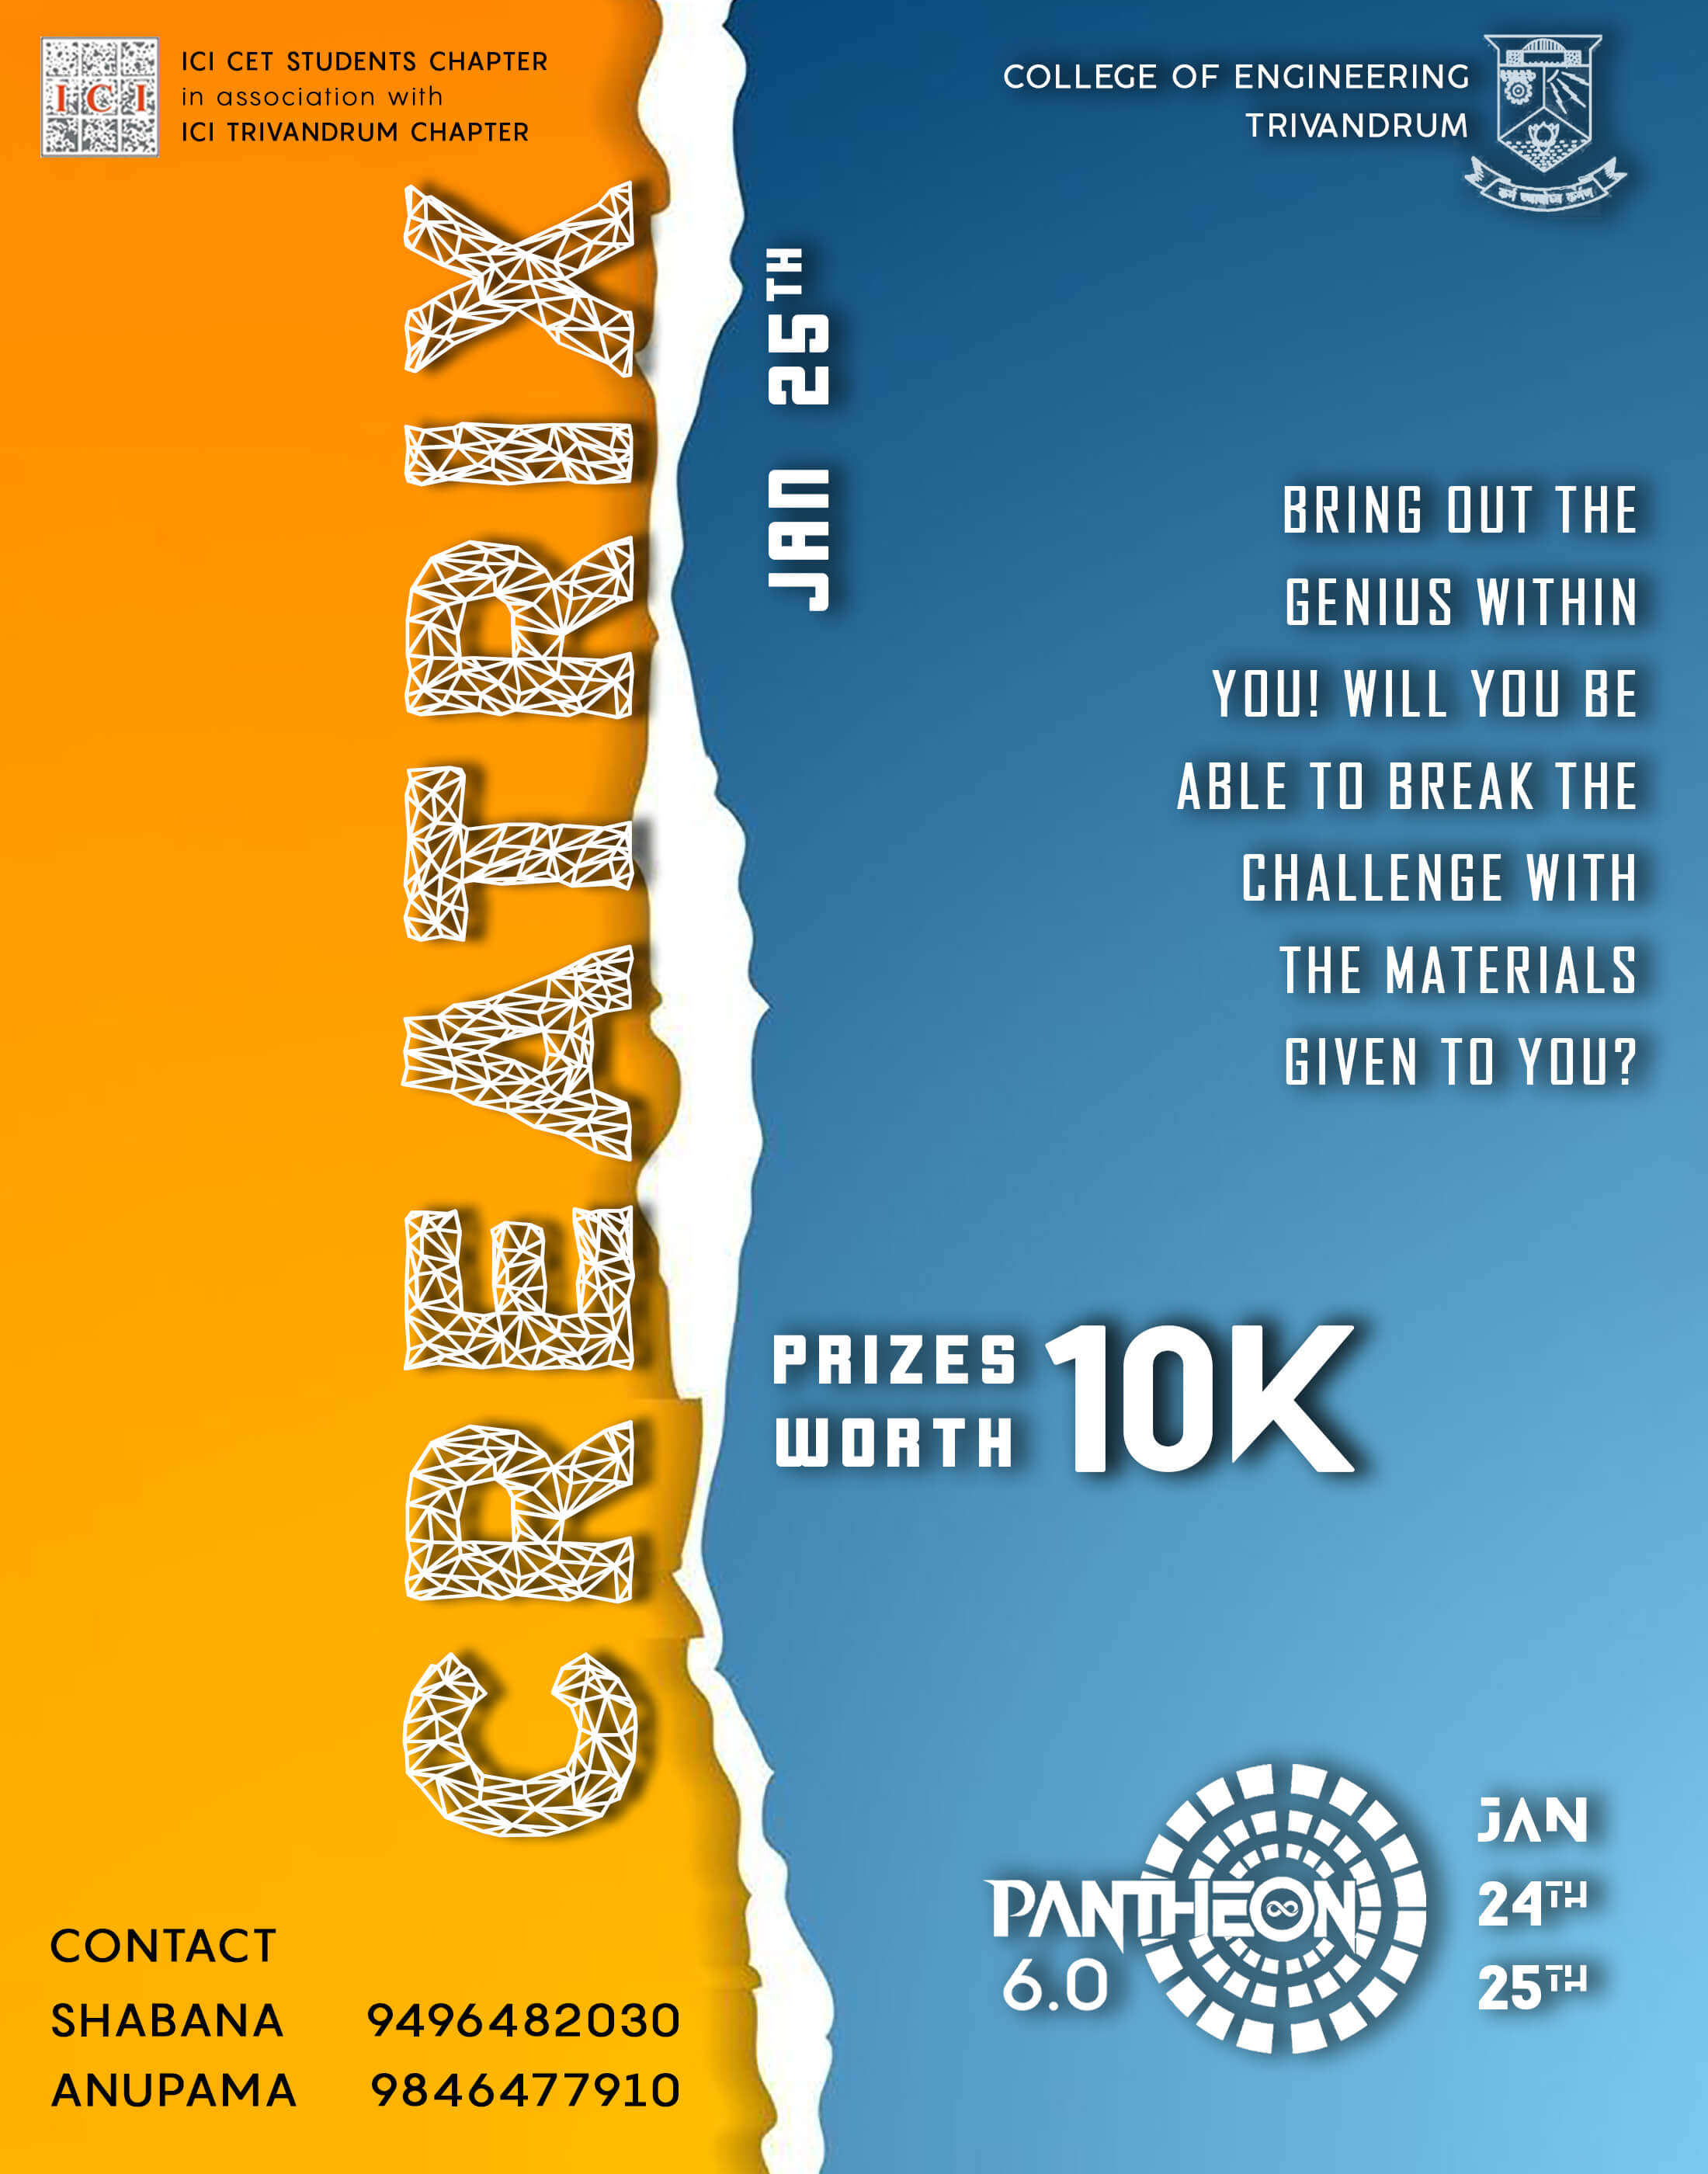 ICI
ICI CET STUDENTS CHAPTER
in association with
ICI TRIVANDRUM CHAPTER
COLLEGE OF ENGINEERING
TRIVANDRUM
CREATRIX
JAN 25TH
BRING OUT THE
GENIUS WITHIN
YOU! WILL YOU BE
ABLE TO BREAK THE
CHALLENGE WITH
THE MATERIALS
GIVEN TO YOU?
PRIZES
WORTH
10K
PANTHEON
6.0
JAN
24TH
25TH
CONTACT
SHABANA 9496482030
ANUPAMA 9846477910